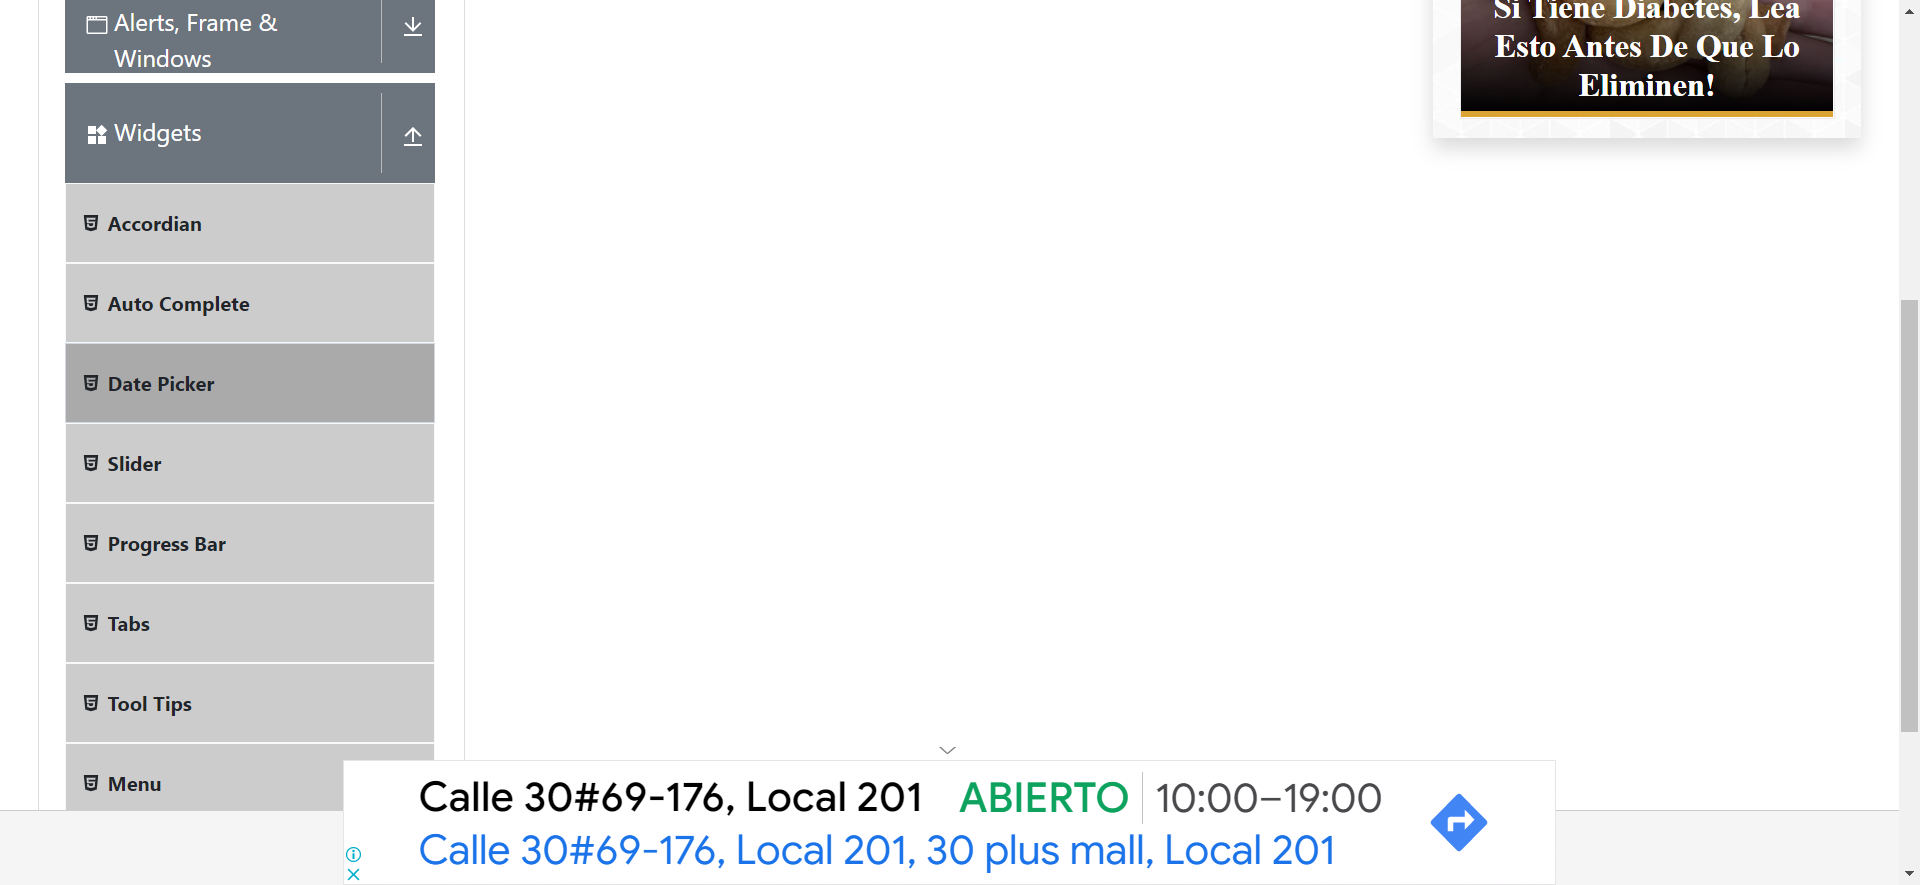 Alerts, Frame &
Windows
Widgets
Accordian
Auto Complete
Date Picker
Slider
Progress Bar
Tabs
Tool Tips
Menu
Si Tiene Diabetes, Lea
Esto Antes De Que Lo
Eliminen!
Calle 30#69-176, Local 201 ABIERTO 10:00–19:00
Calle 30#69-176, Local 201, 30 plus mall, Local 201